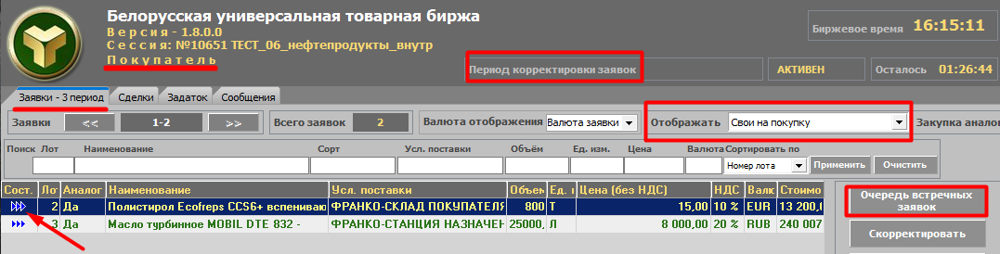 Белорусская универсальная товарная биржа
Версия - 1.8.0.0
Сессия: №10651 ТЕСТ_06_нефтепродукты_внутр
Покупатель
Биржевое время 16:15:11
Период корректировки заявок АКТИВЕН Осталось 01:26:44
Заявки - 3 период Сделки Задаток Сообщения
Заявки << 1-2 >> Всего заявок 2 Валюта отображения Валюта заявки Отображать Свои на покупку Закупка аналог
Поиск Лот Наименование Сорт Усл. поставки Объём Ед. изм. Цена Валюта Сортировать по
Номер лота Применить Очистить
Сост. Ло Аналог Наименование Усл. поставки Объем Ед. Цена (без НДС) НДС Валю Стоимо
2 Да Полистирол Ecofreps CCS6+ вспениваю ФРАНКО-СКЛАД ПОКУПАТЕЛЯ 800 Т 15,00 10 % EUR 13 200,
3 Да Масло турбинное MOBIL DTE 832 - ФРАНКО-СТАНЦИЯ НАЗНАЧЕН 25000, Л 8 000,00 20 % RUB 240 007
Очередь встречных
заявок
Скорректировать